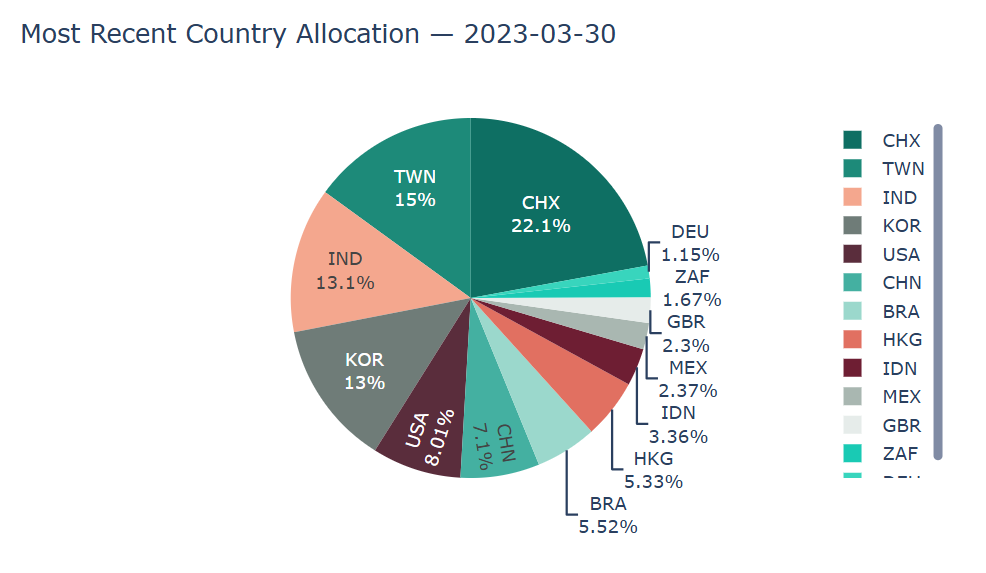 Most Recent Country Allocation — 2023-03-30
TWN
15%
CHX
22.1%
IND
13.1%
KOR
13%
USA
8.01%
CHN
7.1%
DEU
1.15%
ZAF
1.67%
GBR
2.3%
MEX
2.37%
IDN
3.36%
HKG
5.33%
BRA
5.52%
CHX
TWN
IND
KOR
USA
CHN
BRA
HKG
IDN
MEX
GBR
ZAF